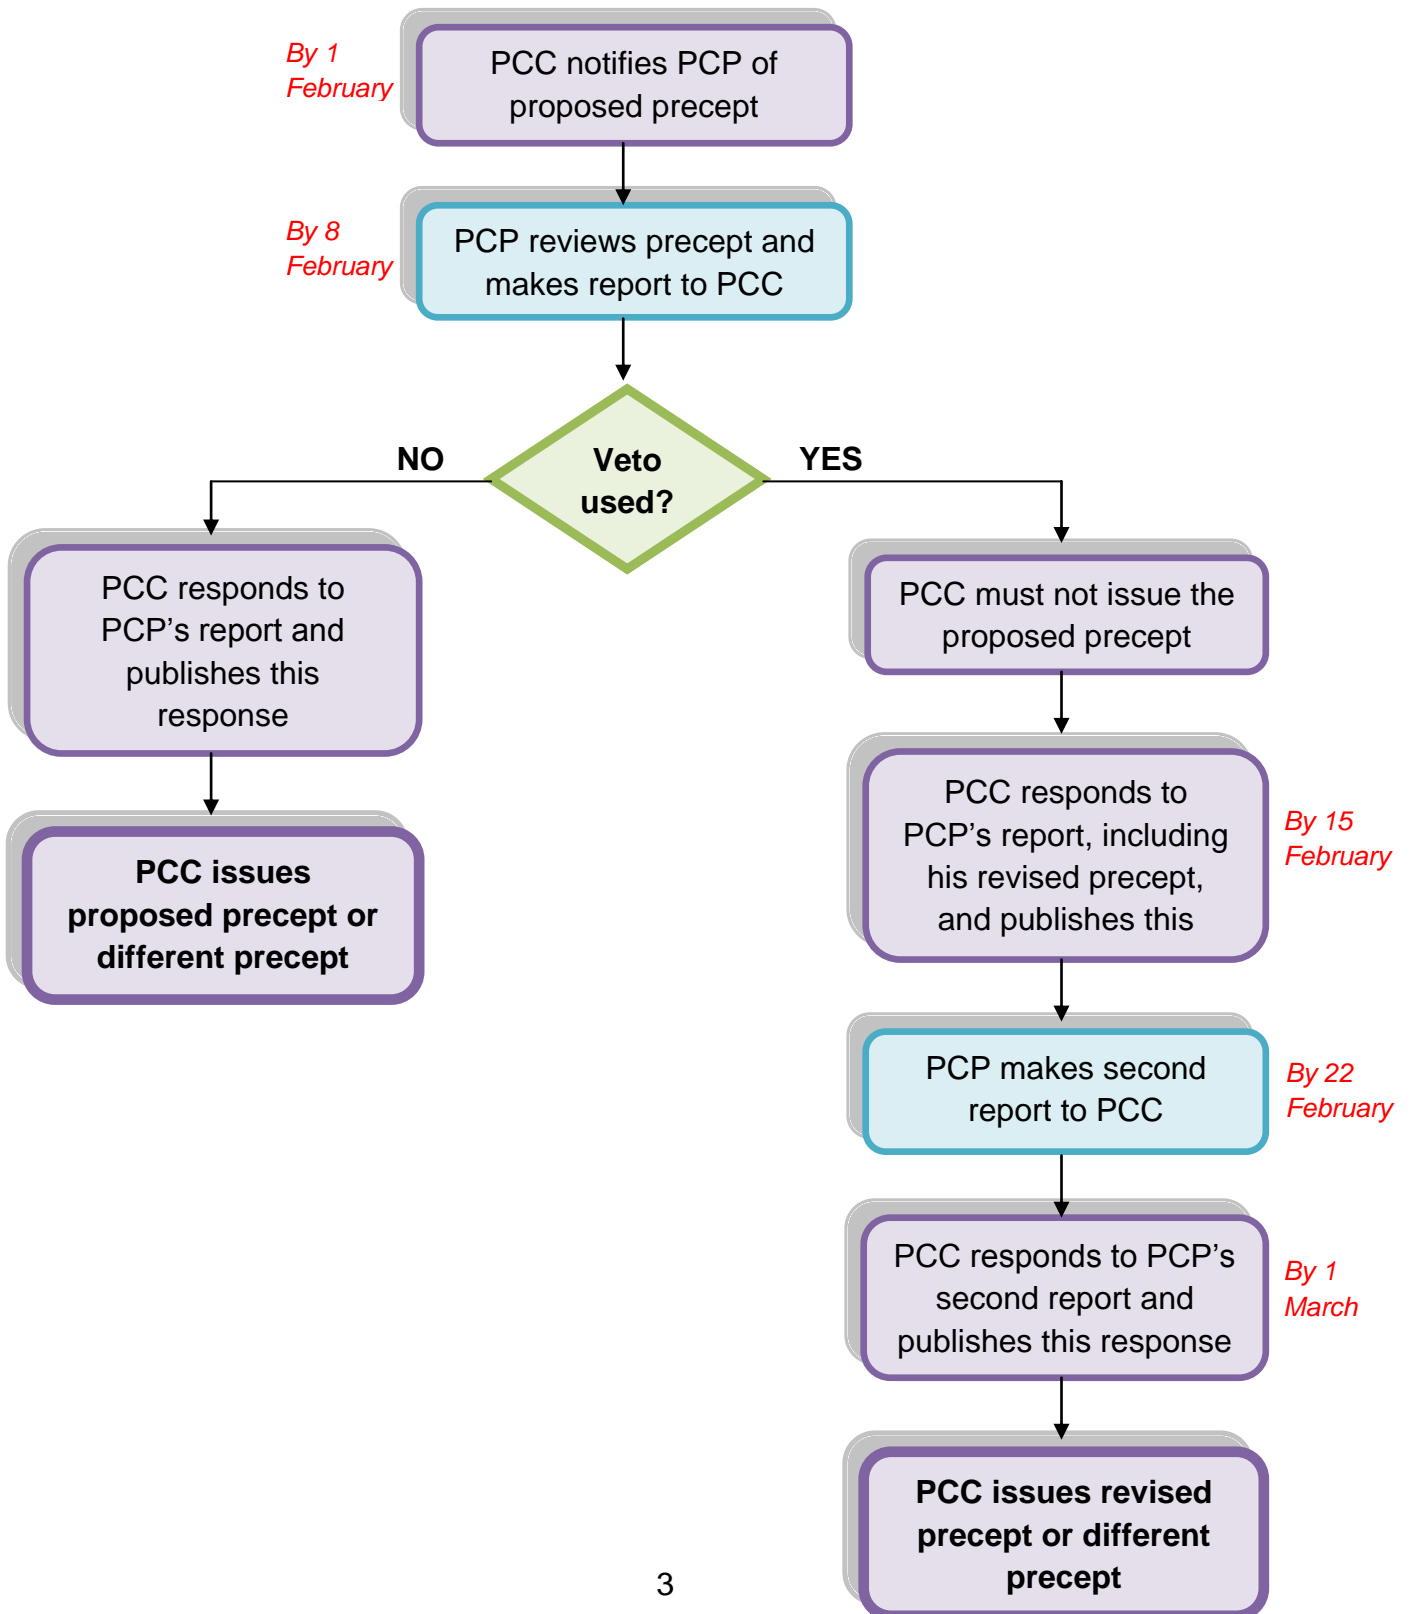 By 1
February
PCC notifies PCP of
proposed precept
By 8
February
PCP reviews precept and
makes report to PCC
NO
Veto
used?
YES
PCC responds to
PCP’s report and
publishes this
response
PCC issues
proposed precept or
different precept
PCC must not issue the
proposed precept
PCC responds to
PCP’s report, including
his revised precept,
and publishes this
By 15
February
PCP makes second
report to PCC
By 22
February
PCC responds to PCP’s
second report and
publishes this response
By 1
March
PCC issues revised
precept or different
precept
3